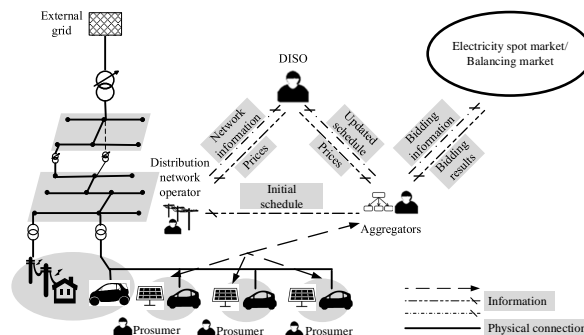 External
grid
DISO
Electricity spot market/
Balancing market
Network
information
Prices
Updated
schedule
Prices
Bidding
information
Bidding
results
Distribution
network
operator
Initial
schedule
Aggregators
Information
Physical connection
Prosumer
Prosumer
Prosumer